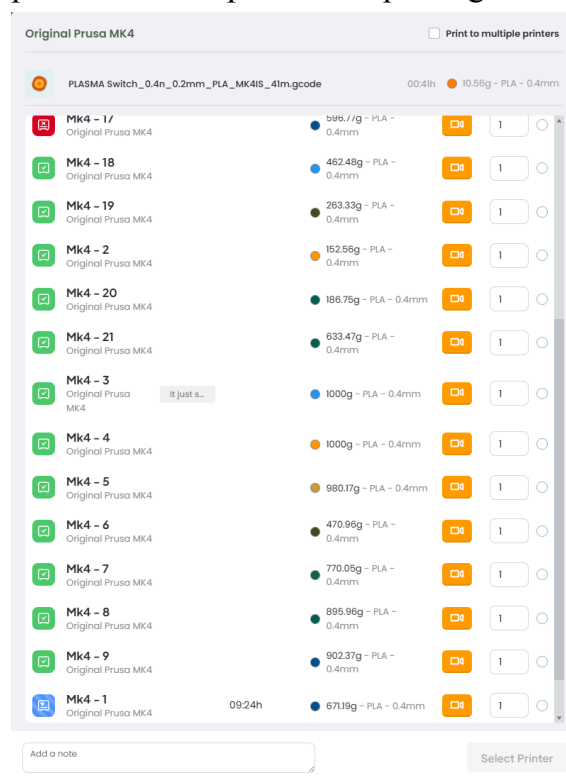 Original Prusa MK4
Print to multiple printers
PLASMA Switch_0.4n_0.2mm_PLA_MK4IS_41m.gcode 00:41h 10.56g - PLA - 0.4mm
Mk4 - 17 596.77g - PLA -
Original Prusa MK4 0.4mm 1
Mk4 - 18 462.48g - PLA -
Original Prusa MK4 0.4mm 1
Mk4 - 19 263.33g - PLA -
Original Prusa MK4 0.4mm 1
Mk4 - 2 152.56g - PLA -
Original Prusa MK4 0.4mm 1
Mk4 - 20
Original Prusa MK4 186.75g - PLA - 0.4mm 1
Mk4 - 21 633.47g - PLA -
Original Prusa MK4 0.4mm 1
Mk4 - 3
Original Prusa It just s... 1000g - PLA - 0.4mm 1
MK4
Mk4 - 4
Original Prusa MK4 1000g - PLA - 0.4mm 1
Mk4 - 5
Original Prusa MK4 980.17g - PLA - 0.4mm 1
Mk4 - 6 470.96g - PLA -
Original Prusa MK4 0.4mm 1
Mk4 - 7 770.05g - PLA -
Original Prusa MK4 0.4mm 1
Mk4 - 8 895.96g - PLA -
Original Prusa MK4 0.4mm 1
Mk4 - 9 902.37g - PLA -
Original Prusa MK4 0.4mm 1
Mk4 - 1
Original Prusa MK4 09:24h 671.19g - PLA - 0.4mm 1
Add a note
Select Printer